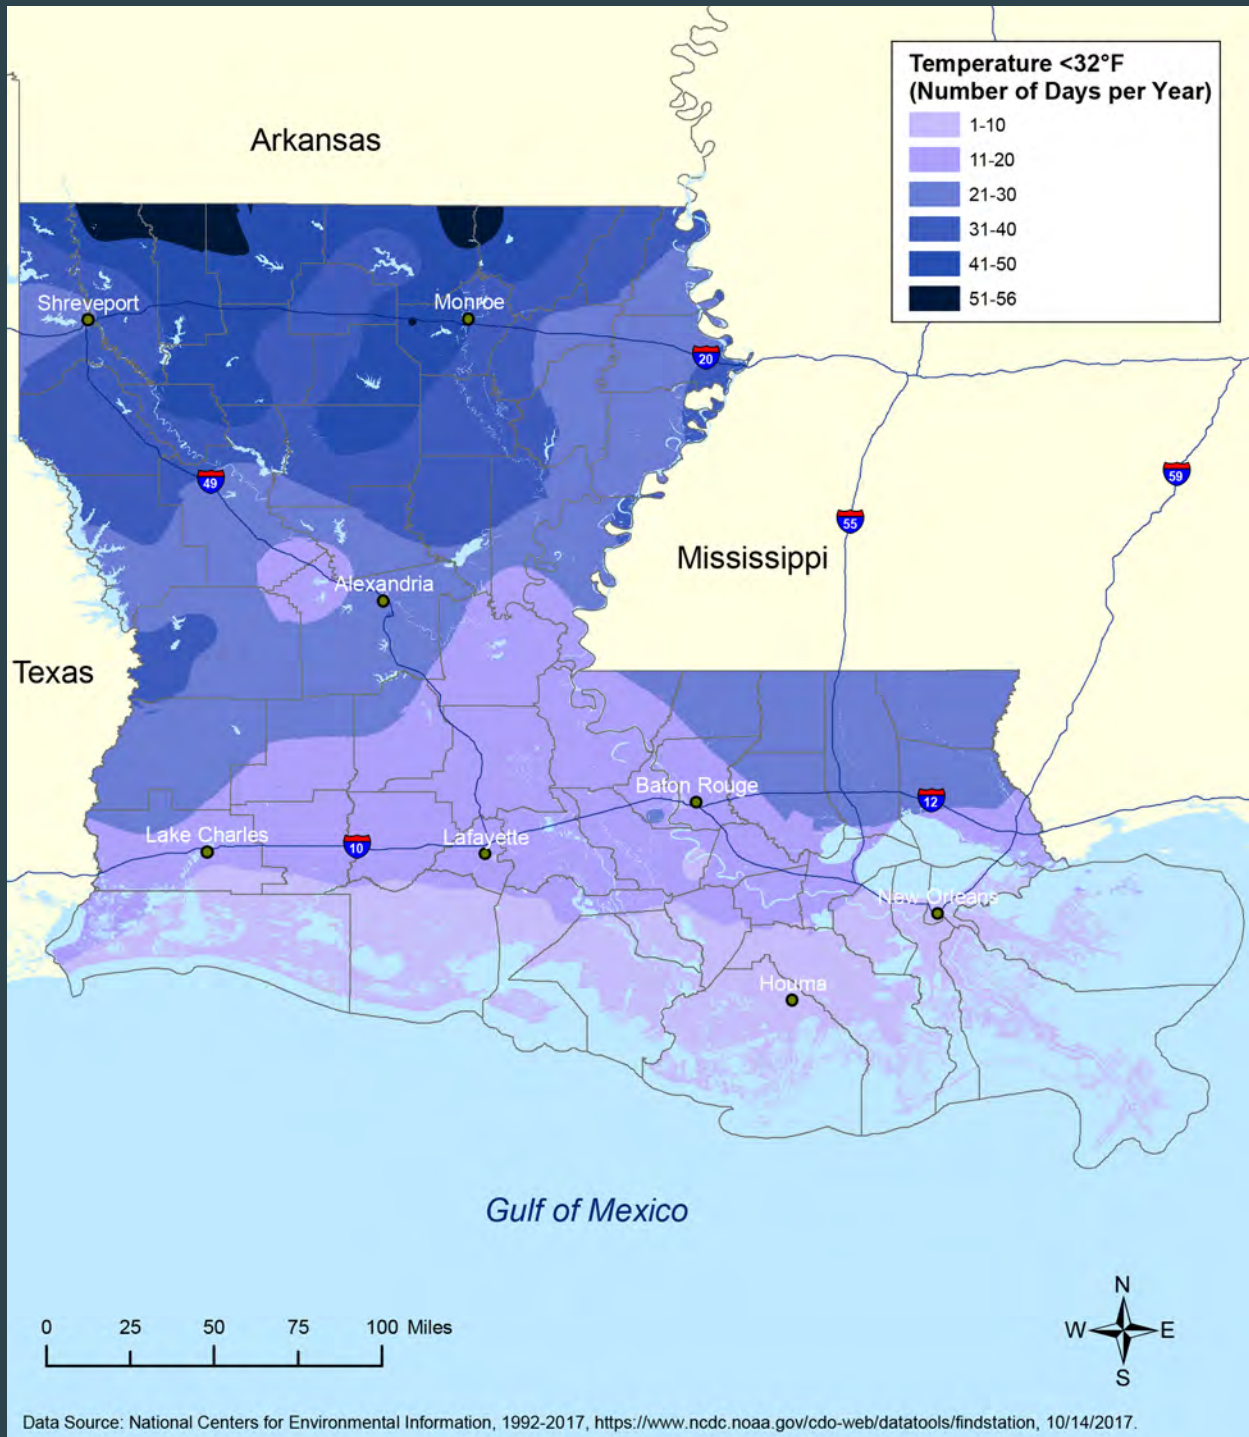 Temperature <32°F
(Number of Days per Year)
1-10
11-20
21-30
31-40
41-50
51-56
Arkansas
Shreveport
Monroe
20
49
59
55
Mississippi
Alexandria
Texas
Baton Rouge
12
Lake Charles
10
Lafayette
New Orleans
Houma
Gulf of Mexico
N
W E
S
0 25 50 75 100 Miles
Data Source: National Centers for Environmental Information, 1992-2017, https://www.ncdc.noaa.gov/cdo-web/datatools/findstation, 10/14/2017.